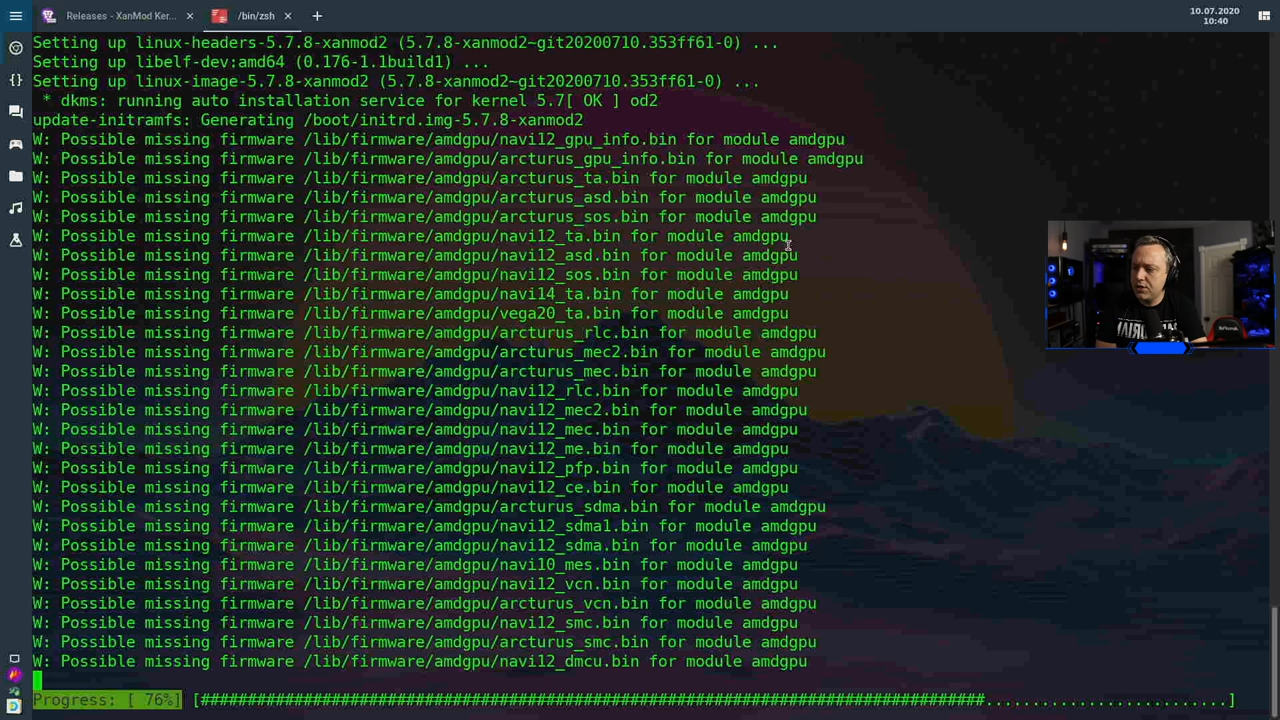 Releases - XanMod Ker...
/bin/zsh
10.07.2020
10:40
Setting up linux-headers-5.7.8-xanmod2 (5.7.8-xanmod2~git20200710.353ff61-0) ...
Setting up libelf-dev:amd64 (0.176-1.1build1) ...
Setting up linux-image-5.7.8-xanmod2 (5.7.8-xanmod2~git20200710.353ff61-0) ...
* dkms: running auto installation service for kernel 5.7[ OK ] od2
update-initramfs: Generating /boot/initrd.img-5.7.8-xanmod2
W: Possible missing firmware /lib/firmware/amdgpu/navi12_gpu_info.bin for module amdgpu
W: Possible missing firmware /lib/firmware/amdgpu/arcturus_gpu_info.bin for module amdgpu
W: Possible missing firmware /lib/firmware/amdgpu/arcturus_ta.bin for module amdgpu
W: Possible missing firmware /lib/firmware/amdgpu/arcturus_asd.bin for module amdgpu
W: Possible missing firmware /lib/firmware/amdgpu/arcturus_sos.bin for module amdgpu
W: Possible missing firmware /lib/firmware/amdgpu/navi12_ta.bin for module amdgpu
W: Possible missing firmware /lib/firmware/amdgpu/navi12_asd.bin for module amdgpu
W: Possible missing firmware /lib/firmware/amdgpu/navi12_sos.bin for module amdgpu
W: Possible missing firmware /lib/firmware/amdgpu/navi14_ta.bin for module amdgpu
W: Possible missing firmware /lib/firmware/amdgpu/vega20_ta.bin for module amdgpu
W: Possible missing firmware /lib/firmware/amdgpu/arcturus_rlc.bin for module amdgpu
W: Possible missing firmware /lib/firmware/amdgpu/arcturus_mec2.bin for module amdgpu
W: Possible missing firmware /lib/firmware/amdgpu/arcturus_mec.bin for module amdgpu
W: Possible missing firmware /lib/firmware/amdgpu/navi12_rlc.bin for module amdgpu
W: Possible missing firmware /lib/firmware/amdgpu/navi12_mec2.bin for module amdgpu
W: Possible missing firmware /lib/firmware/amdgpu/navi12_mec.bin for module amdgpu
W: Possible missing firmware /lib/firmware/amdgpu/navi12_me.bin for module amdgpu
W: Possible missing firmware /lib/firmware/amdgpu/navi12_pfp.bin for module amdgpu
W: Possible missing firmware /lib/firmware/amdgpu/navi12_ce.bin for module amdgpu
W: Possible missing firmware /lib/firmware/amdgpu/arcturus_sdma.bin for module amdgpu
W: Possible missing firmware /lib/firmware/amdgpu/navi12_sdma1.bin for module amdgpu
W: Possible missing firmware /lib/firmware/amdgpu/navi12_sdma.bin for module amdgpu
W: Possible missing firmware /lib/firmware/amdgpu/navi10_mes.bin for module amdgpu
W: Possible missing firmware /lib/firmware/amdgpu/navi12_vcn.bin for module amdgpu
W: Possible missing firmware /lib/firmware/amdgpu/arcturus_vcn.bin for module amdgpu
W: Possible missing firmware /lib/firmware/amdgpu/navi12_smc.bin for module amdgpu
W: Possible missing firmware /lib/firmware/amdgpu/arcturus_smc.bin for module amdgpu
W: Possible missing firmware /lib/firmware/amdgpu/navi12_dmcu.bin for module amdgpu
Progress: [ 76%] [#####################################################################################..........................]